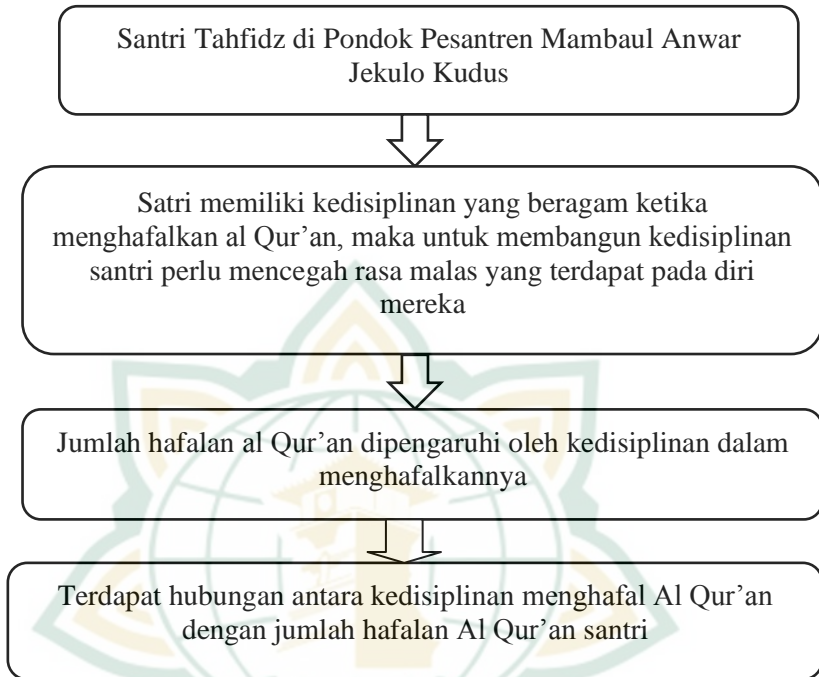 Santri Tahfidz di Pondok Pesantren Mambaul Anwar
Jekulo Kudus
Satri memiliki kedisiplinan yang beragam ketika
menghafalkan al Qur’an, maka untuk membangun kedisiplinan
santri perlu mencegah rasa malas yang terdapat pada diri
mereka
Jumlah hafalan al Qur’an dipengaruhi oleh kedisiplinan dalam
menghafalkannya
Terdapat hubungan antara kedisiplinan menghafal Al Qur’an
dengan jumlah hafalan Al Qur’an santri